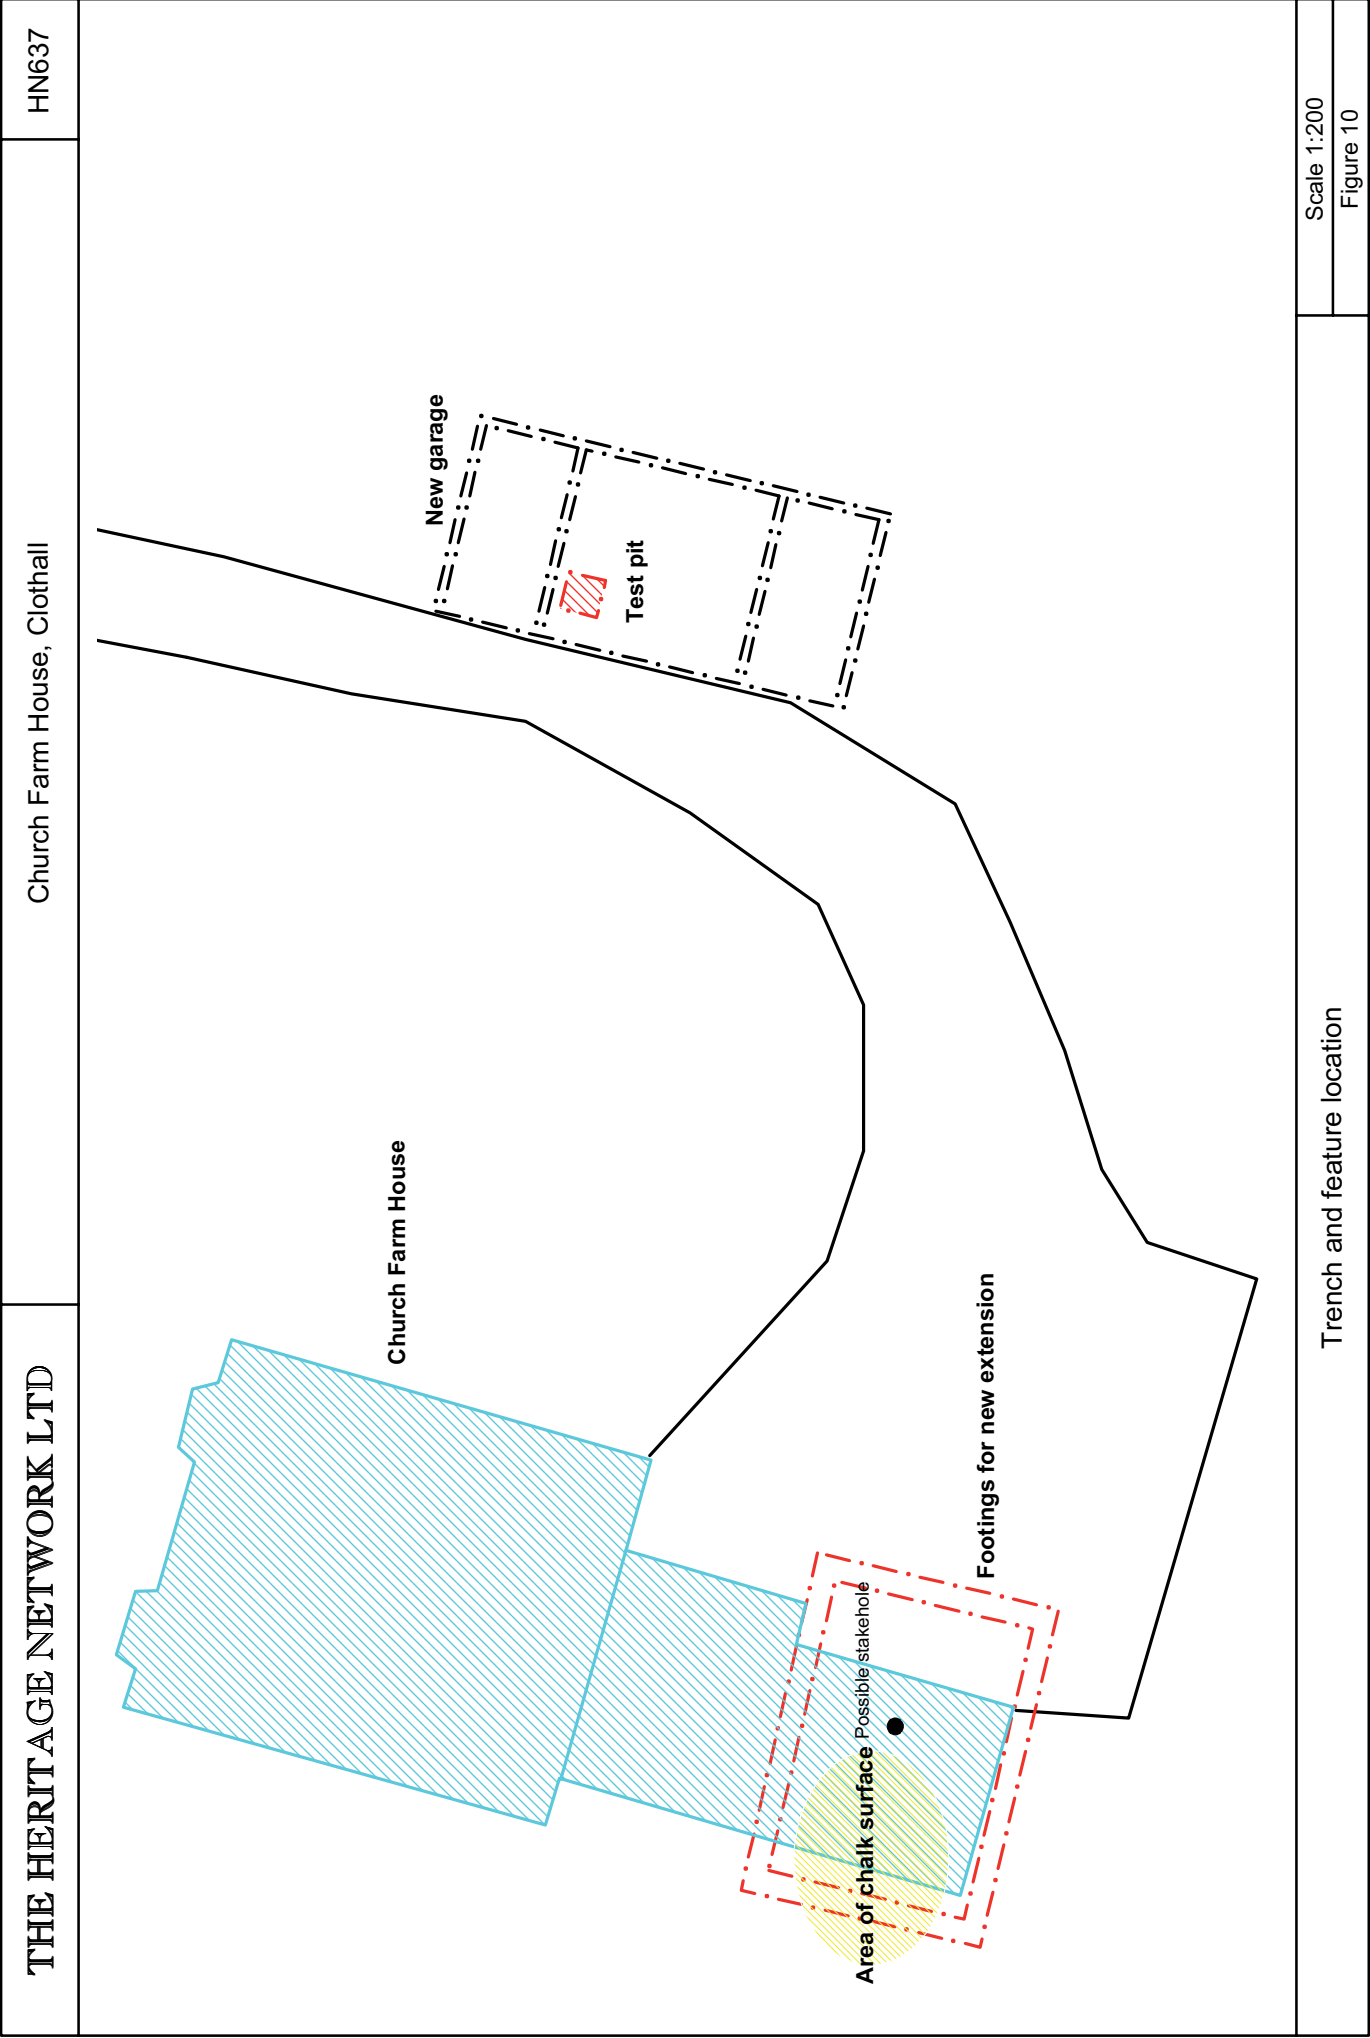 THE HERITAGE NETWORK LTD
Church Farm House, Clothall
HN637
Church Farm House
New garage
Test pit
Area of chalk surface
Possible stakehole
Footings for new extension
Trench and feature location
Scale 1:200
Figure 10